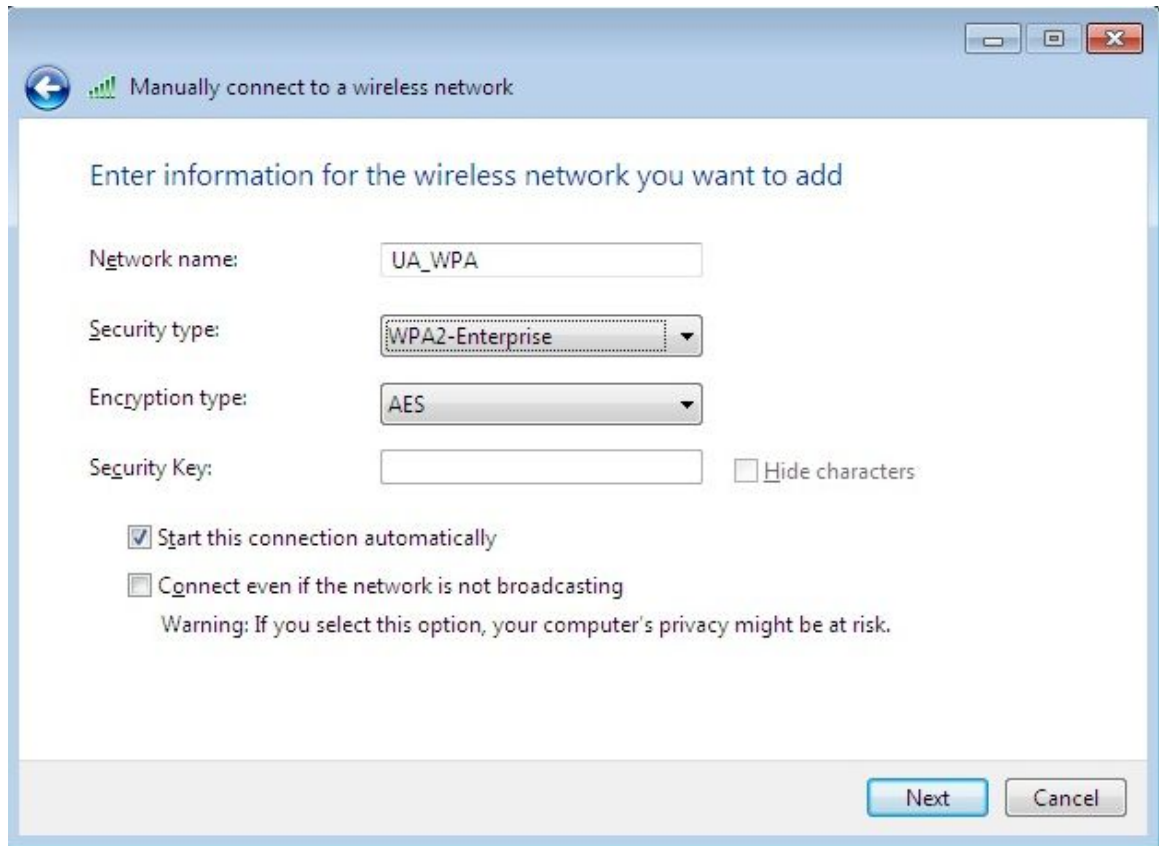 Manually connect to a wireless network
Enter information for the wireless network you want to add
Network name:
UA_WPA
Security type:
WPA2-Enterprise
Encryption type:
AES
Security Key:
Hide characters
Start this connection automatically
Connect even if the network is not broadcasting
Warning: If you select this option, your computer's privacy might be at risk.
Next
Cancel